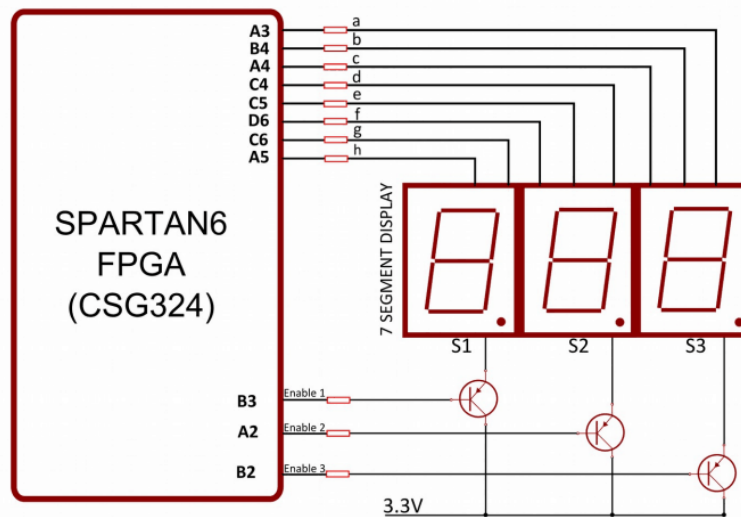 A3 a
B4 b
A4 c
C4 d
C5 e
D6 f
C6 g
A5 h
SPARTAN6
FPGA
(CSG324)
7 SEGMENT DISPLAY
S1 S2 S3
B3 Enable 1
A2 Enable 2
B2 Enable 3
3.3V